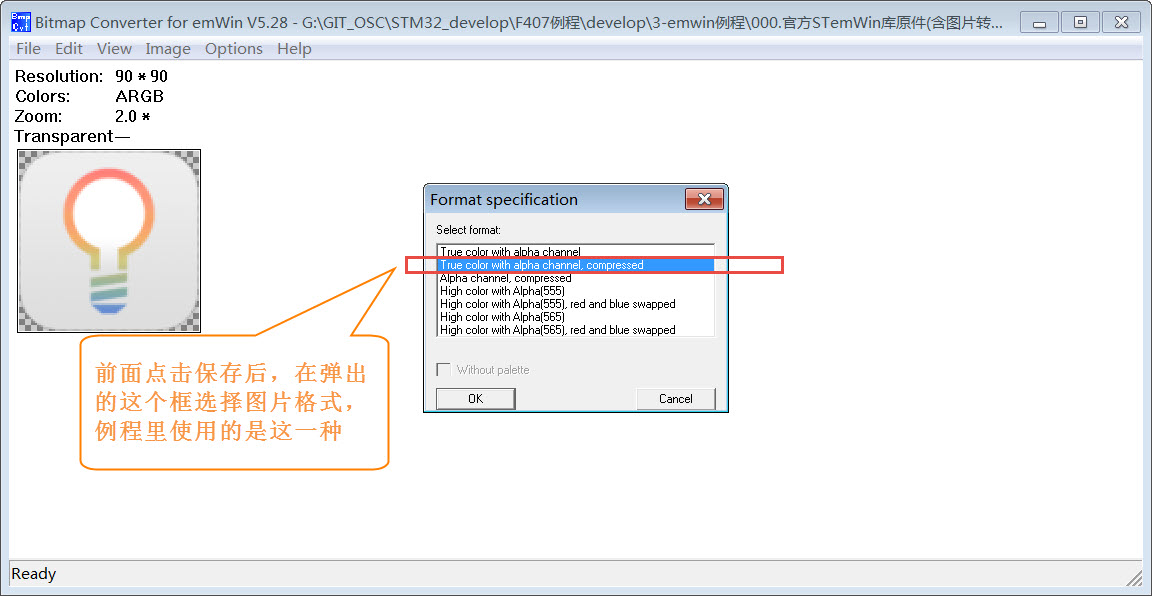 Bitmap Converter for emWin V5.28 - G:\GIT_OSC\STM32_develop\F407例程\develop\3-emwin例程\000.官方STemWin库原件(含图片转...
File Edit View Image Options Help
Resolution: 90 * 90
Colors: ARGB
Zoom: 2.0 *
Transparent—
Format specification
Select format:
True color with alpha channel
True color with alpha channel, compressed
Alpha channel, compressed
High color with Alpha(555)
High color with Alpha(555), red and blue swapped
High color with Alpha(565)
High color with Alpha(565), red and blue swapped
Without palette
OK Cancel
前面点击保存后，在弹出
的这个框选择图片格式，
例程里使用的是这一种
Ready